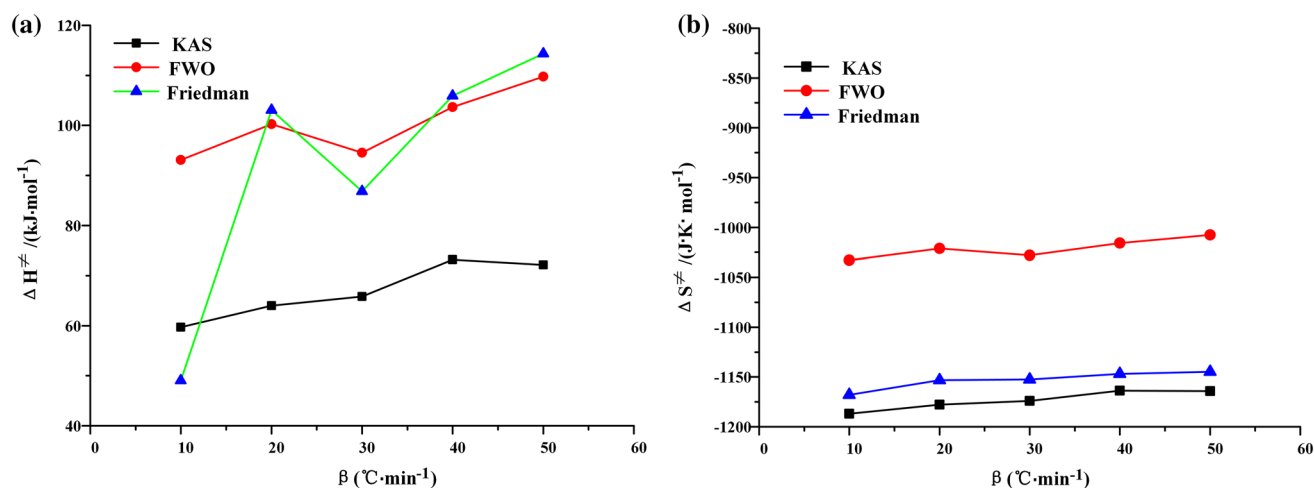 (a)
120
100
80
60
40
KAS
FWO
Friedman
Δ H≠ /(kJ·mol-1)
0 10 20 30 40 50 60
β (℃·min-1)
(b)
-800
-850
-900
-950
-1000
-1050
-1100
-1150
-1200
KAS
FWO
Friedman
Δ S≠ /(J·K· mol-1)
0 10 20 30 40 50 60
β (℃·min-1)